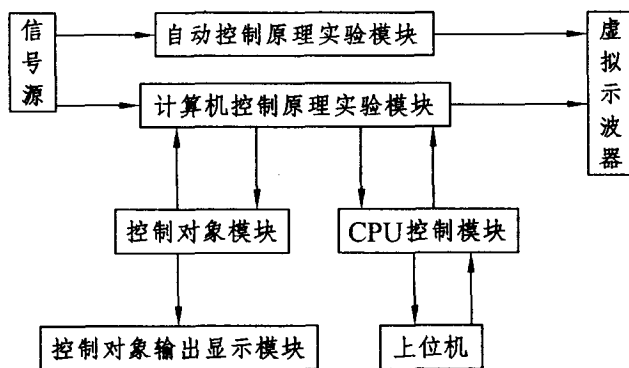 信号源
自动控制原理实验模块
虚拟示波器
计算机控制原理实验模块
控制对象模块
CPU控制模块
控制对象输出显示模块
上位机